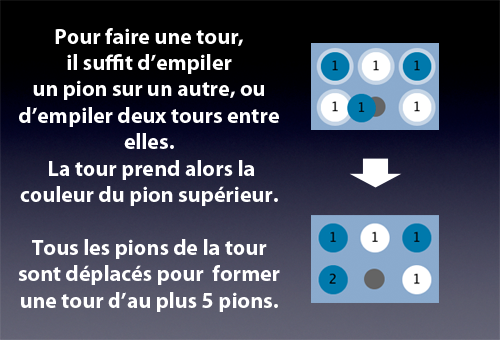 Pour faire une tour,
il suffit d'empiler
un pion sur un autre, ou
d'empiler deux tours entre
elles.
La tour prend alors la
couleur du pion supérieur.
Tous les pions de la tour
sont déplacés pour  former
une tour d'au plus 5 pions.
1 1 1
1 1 1
1 1 1
2 1